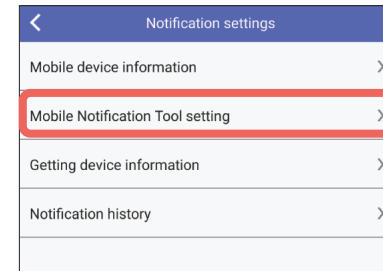 Notification settings
Mobile device information
Mobile Notification Tool setting
Getting device information
Notification history